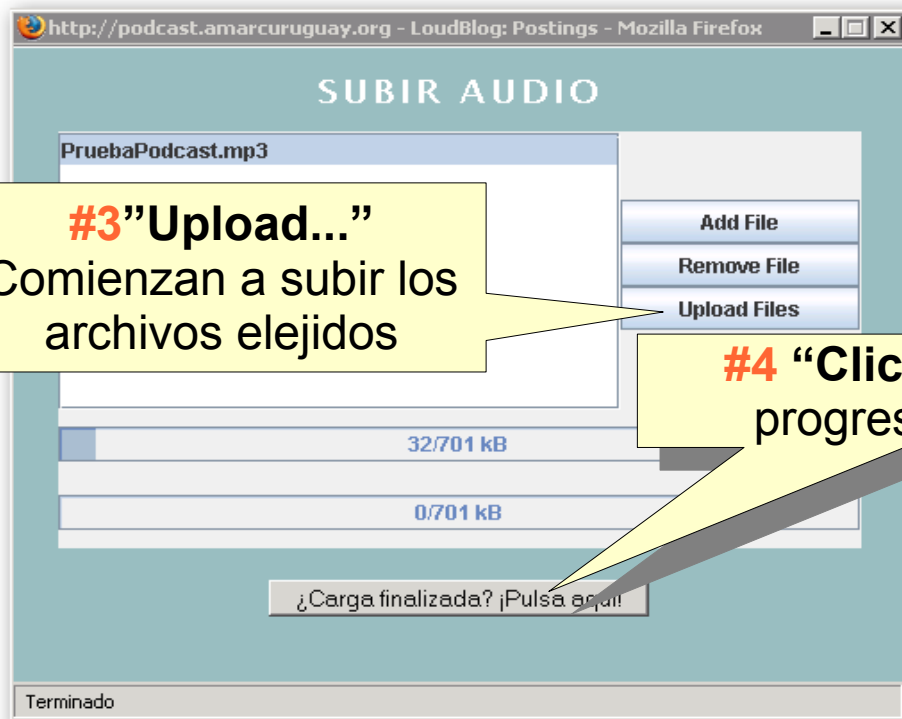 http://podcast.amarcuruguay.org - LoudBlog: Postings - Mozilla Firefox
SUBIR AUDIO
PruebaPodcast.mp3
Add File
Remove File
Upload Files
#3”Upload...”
Comienzan a subir los
archivos elejidos
#4 “Clic
progres
32/701 kB
0/701 kB
¿Carga finalizada? ¡Pulsa aquí!
Terminado